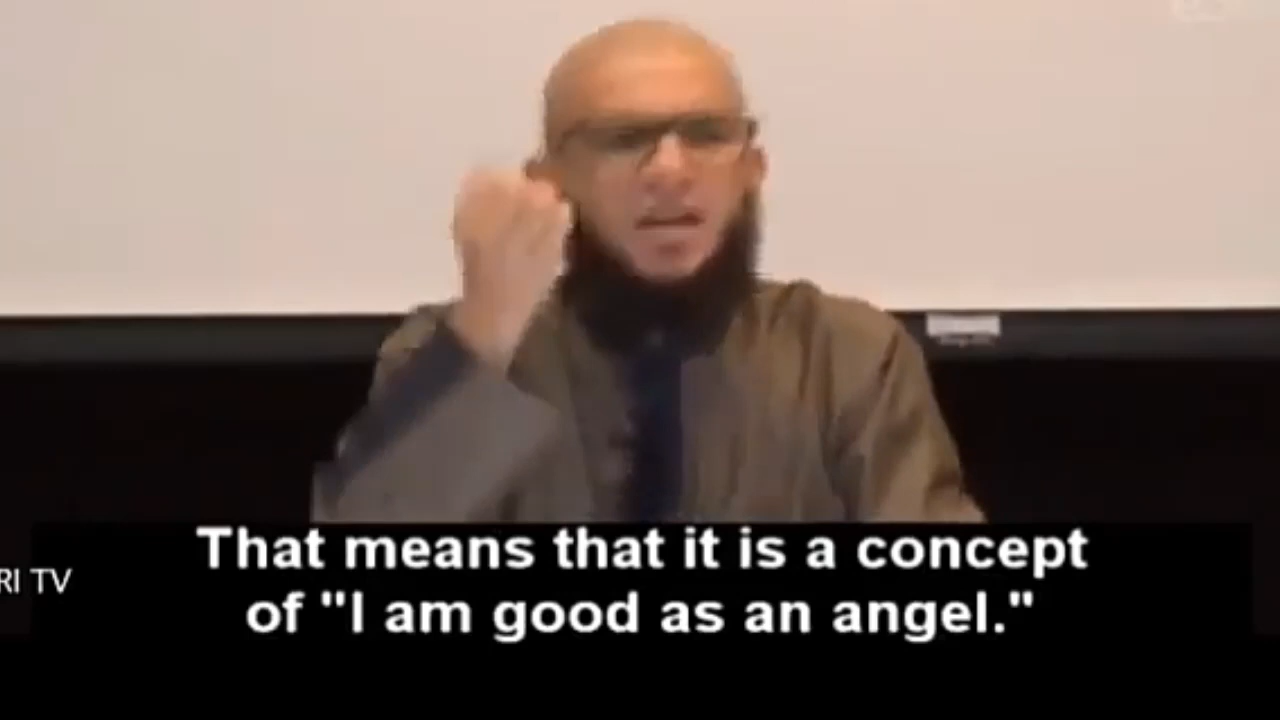 RI TV
That means that it is a concept
of "I am good as an angel."